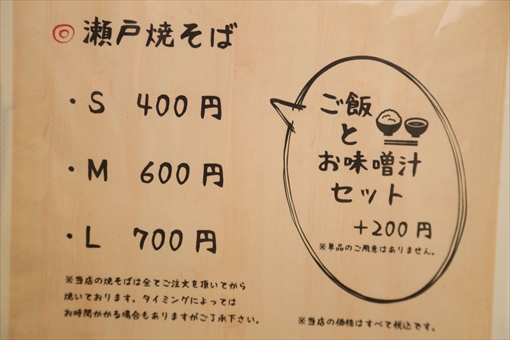 瀬戸焼そば
・S 400円
・M 600円
・L 700円
※当店の焼そばは全てご注文を頂いてから
焼いております。タイミングによっては
お時間かかる場合もありますがご了承下さい。
ご飯
と
お味噌汁
セット
+200円
※単品のご用意はありません。
※当店の価格はすべて税込です。